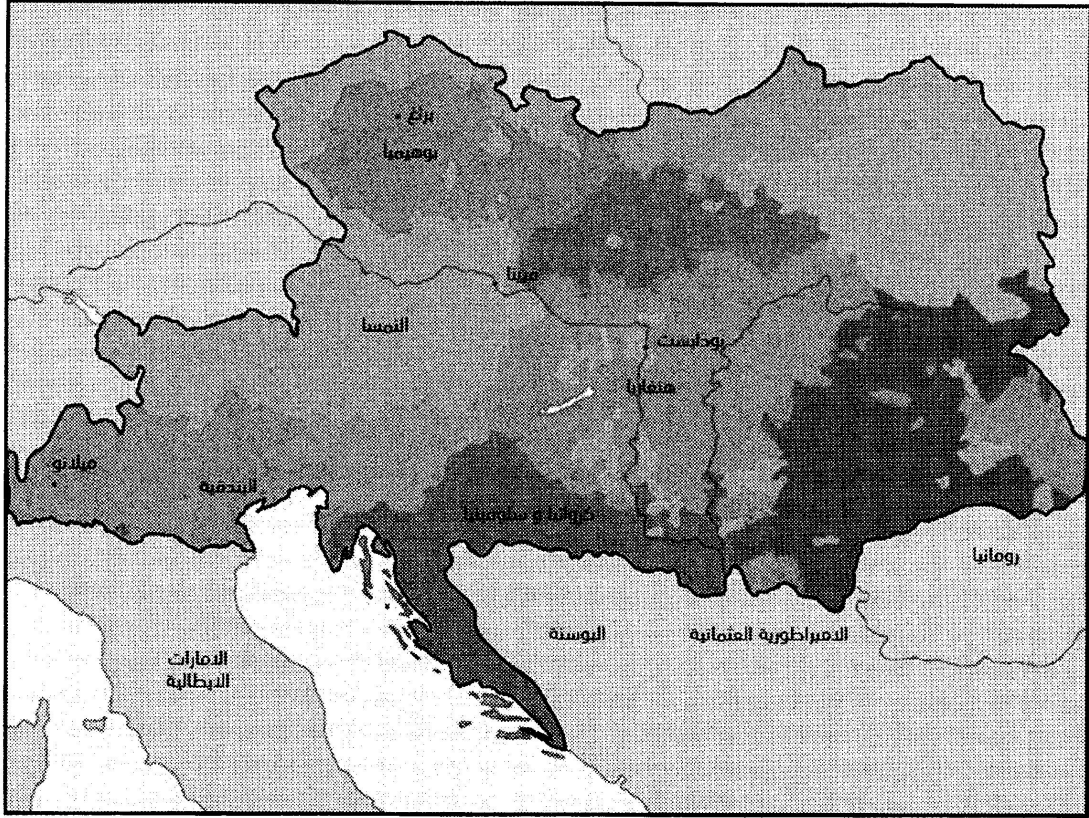 براغ
بوهيميا
فيينا
النمسا
بودابست
هنغاريا
ميلانو
البندقية
كرواتيا و سلوفينيا
رومانيا
البوسنة
الامبراطورية العثمانية
الامارات
الايطالية